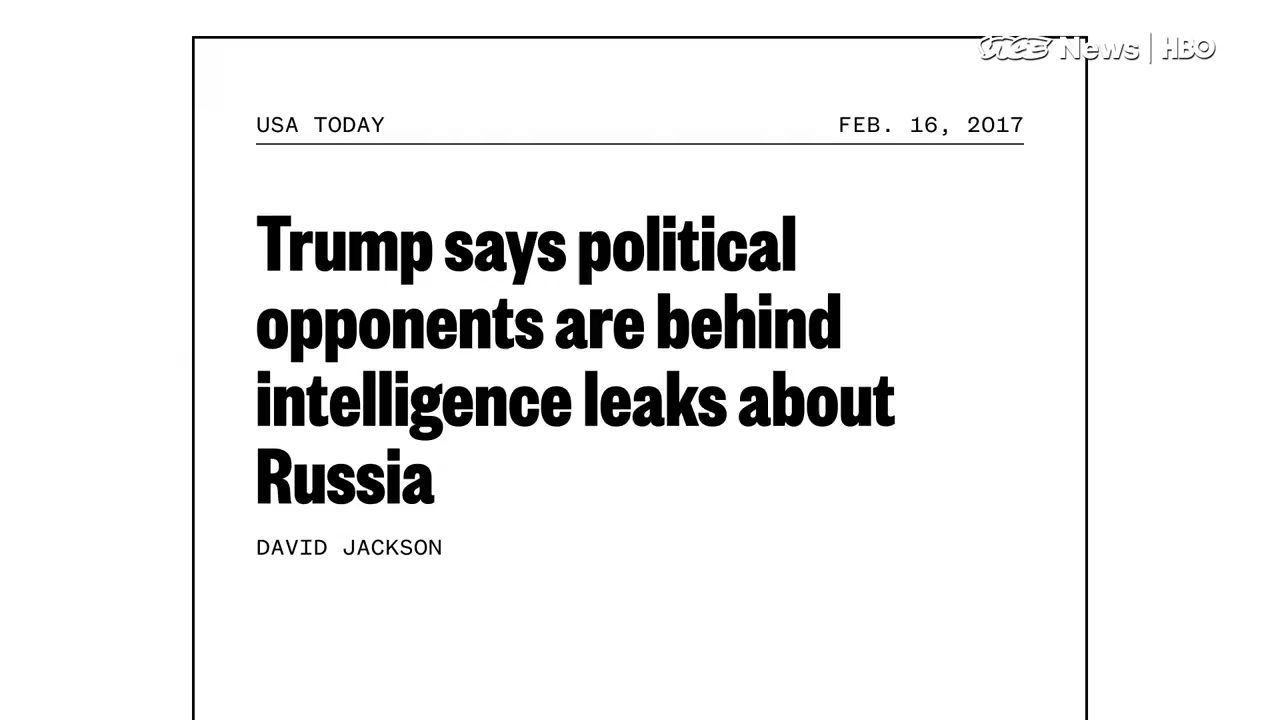 VICE News | HBO
USA TODAY FEB. 16, 2017
Trump says political
opponents are behind
intelligence leaks about
Russia
DAVID JACKSON